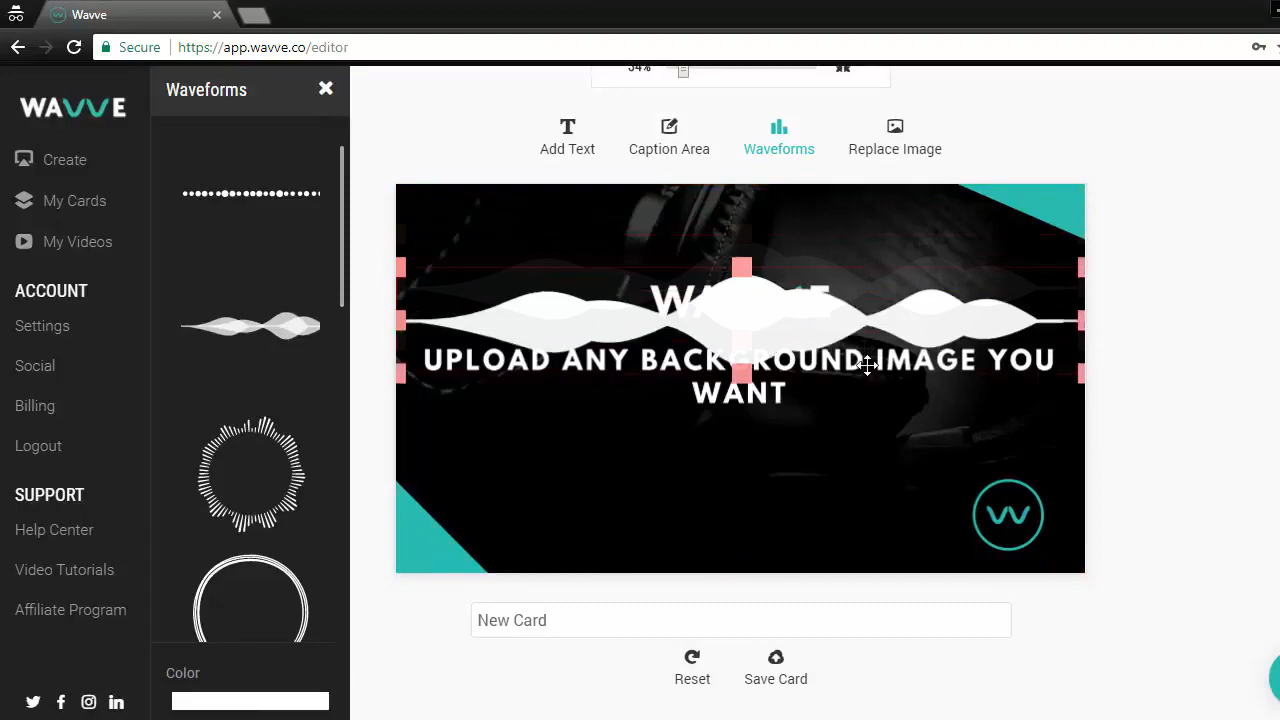 Wavve
Secure https://app.wavve.co/editor
WAVVE
Create
My Cards
My Videos
ACCOUNT
Settings
Social
Billing
Logout
SUPPORT
Help Center
Video Tutorials
Affiliate Program
Waveforms
Color
34%
Add Text
Caption Area
Waveforms
Replace Image
UPLOAD ANY BACKGROUND IMAGE YOU
WANT
New Card
Reset
Save Card